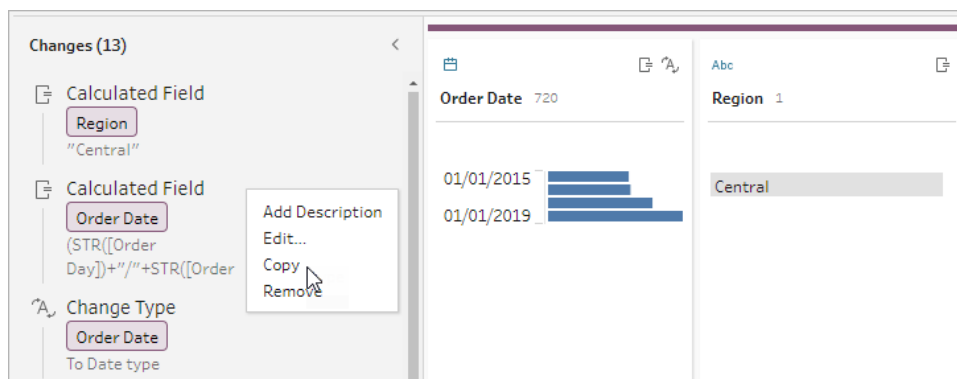 Changes (13)
Calculated Field
Region
"Central"
Calculated Field
Order Date
(STR([Order
Day])+"/"+STR([Order
Change Type
Order Date
To Date type
Add Description
Edit...
Copy
Remove
Order Date 720
01/01/2015
01/01/2019
Abc
Region 1
Central